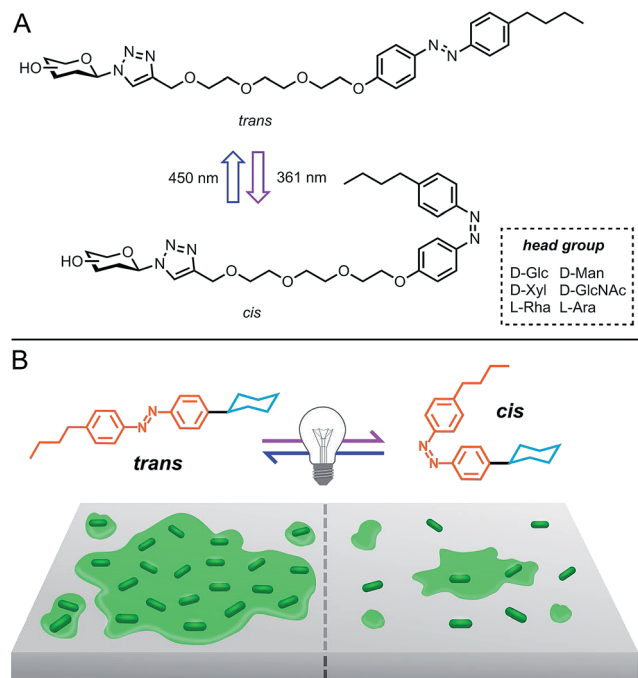 A
HO
O
N
N=N
O
O
O
O
N=N
trans
450 nm
361 nm
HO
O
N
N=N
O
O
O
O
N=N
cis
head group
D-Glc D-Man
D-Xyl D-GlcNAc
L-Rha L-Ara
B
N=N
trans
N=N
cis